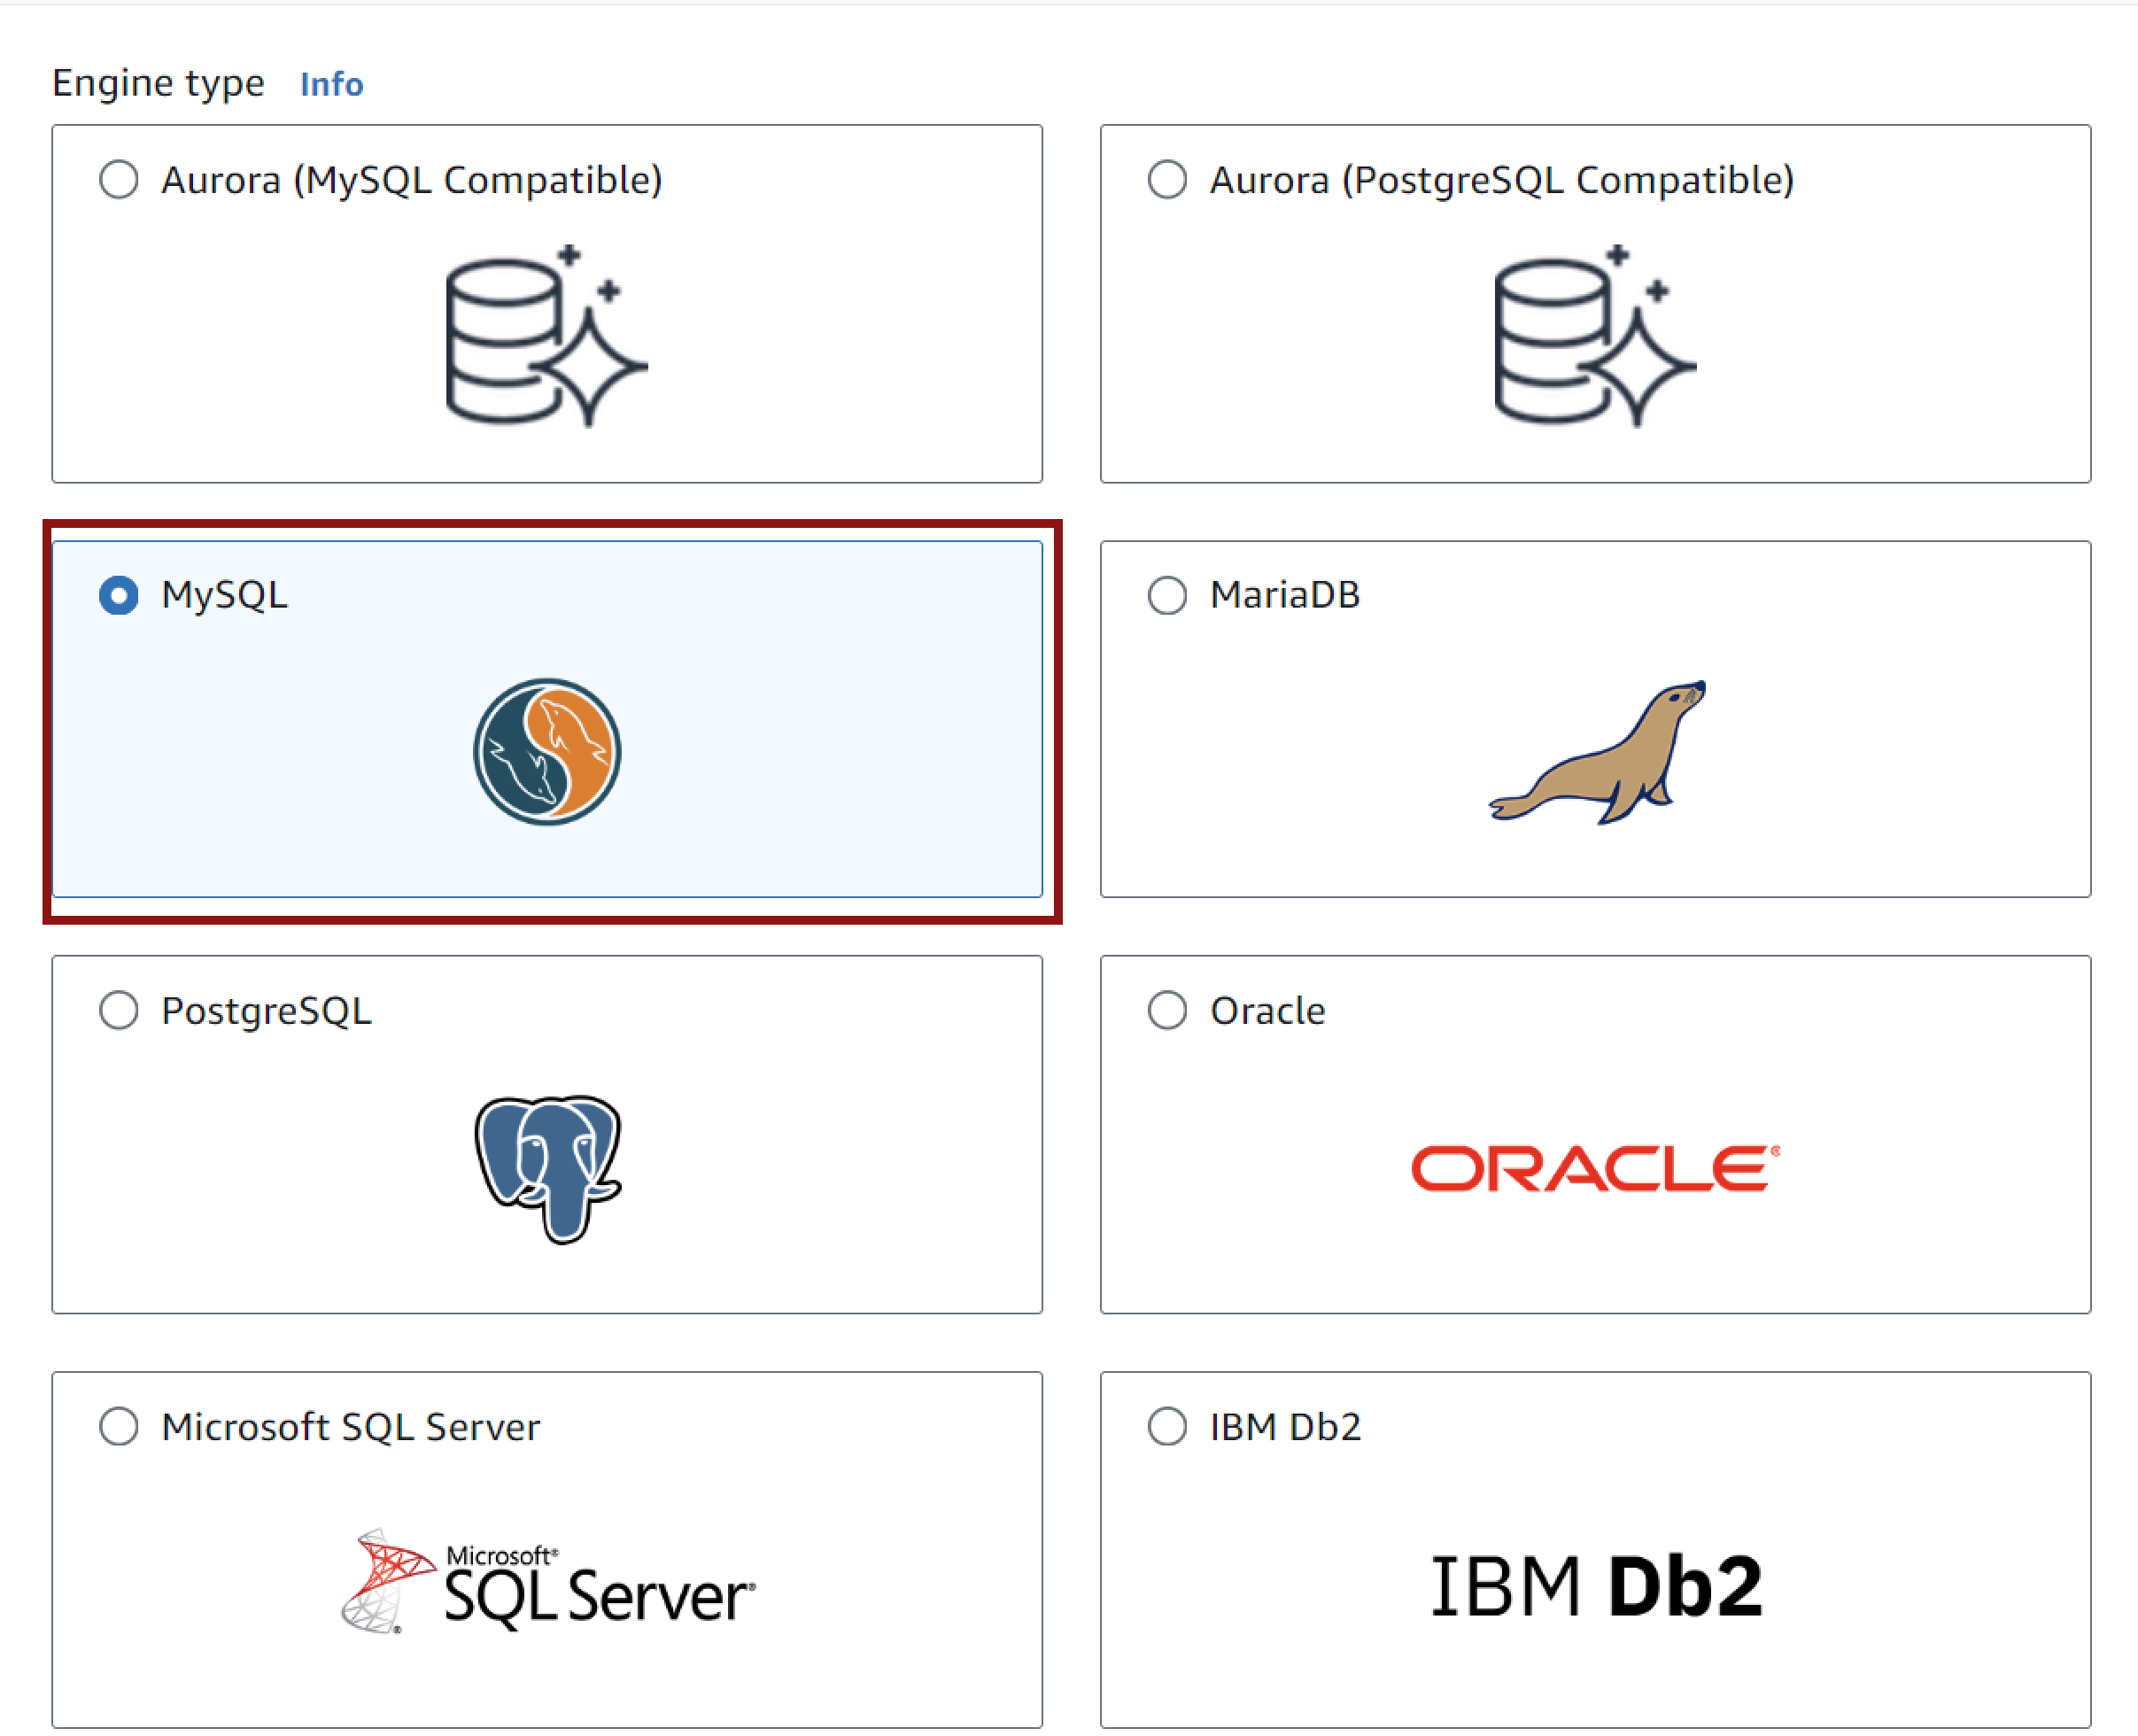 Engine type Info
Aurora (MySQL Compatible)
Aurora (PostgreSQL Compatible)
MySQL
MariaDB
PostgreSQL
Oracle
ORACLE®
Microsoft SQL Server
IBM Db2
Microsoft®
SQL Server®
®
IBM Db2